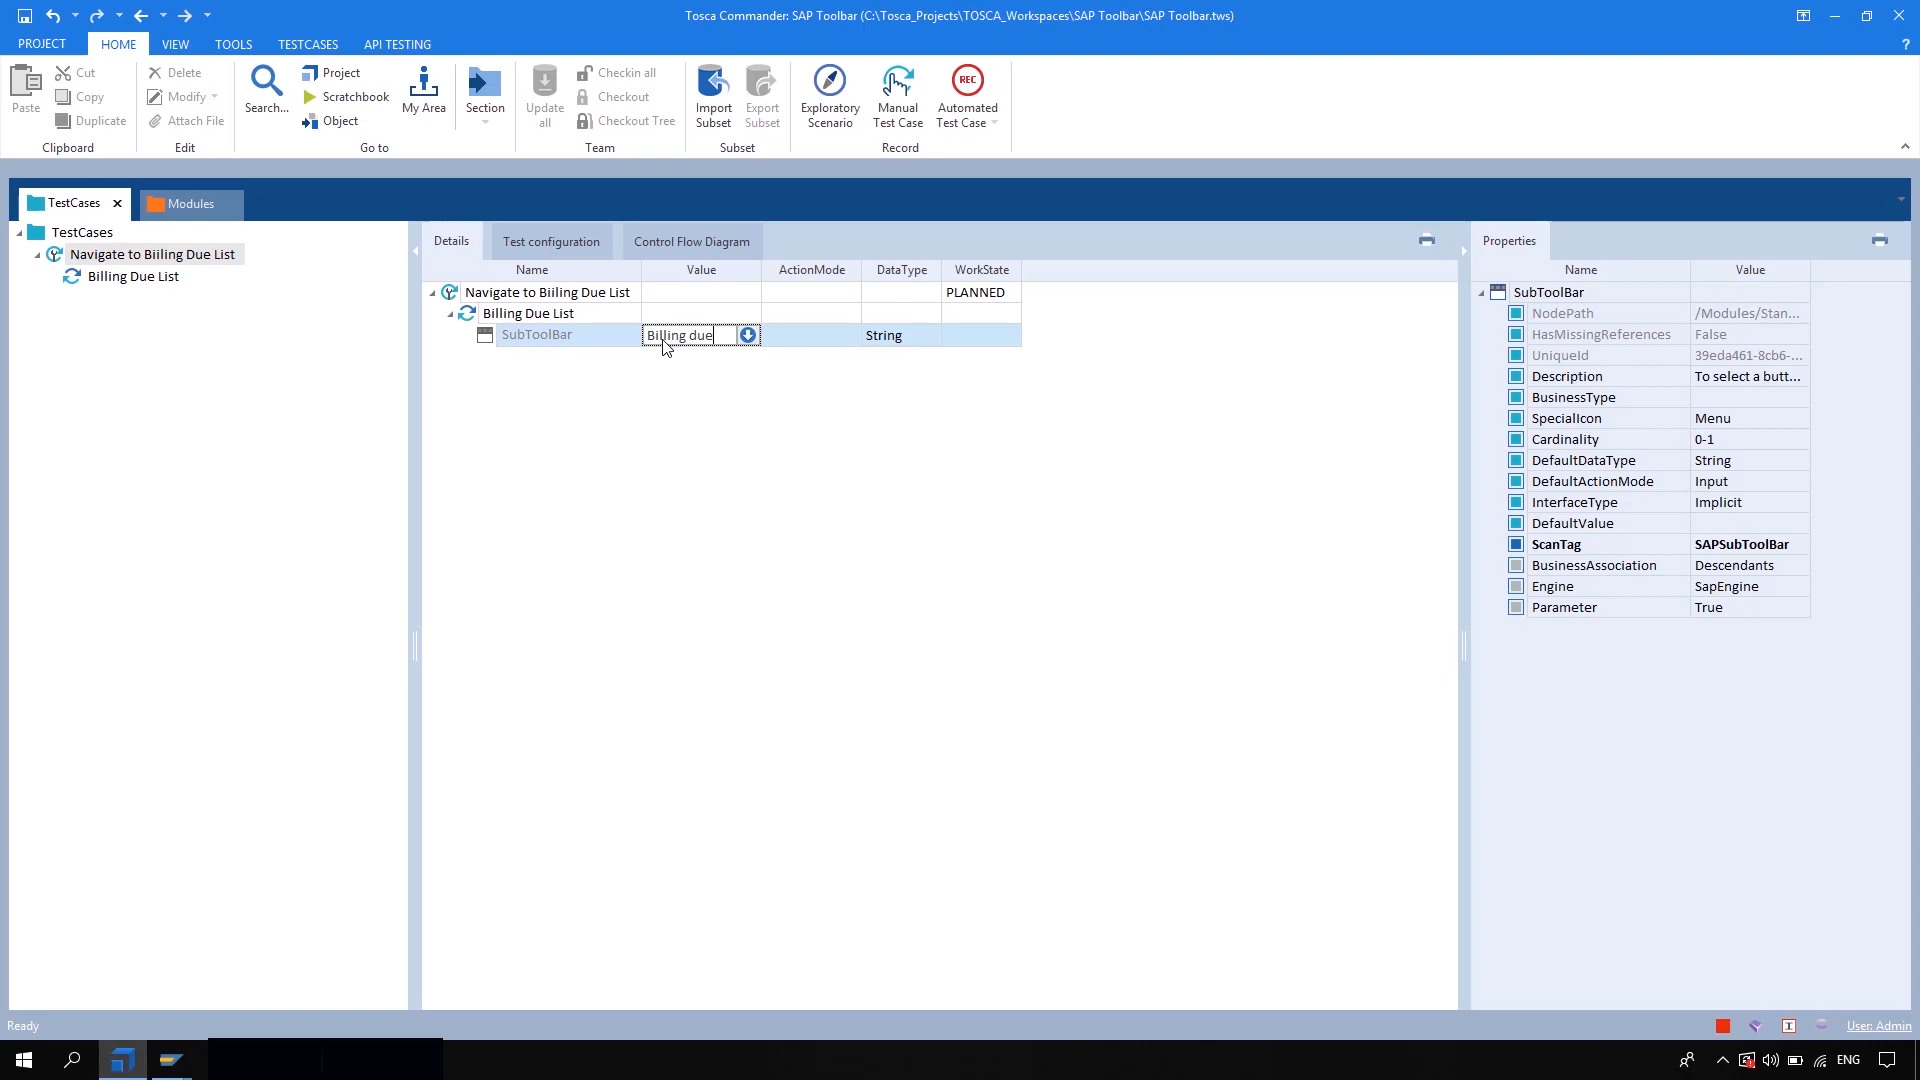 Tosca Commander: SAP Toolbar (C:\Tosca_Projects\TOSCA_Workspaces\SAP Toolbar\SAP Toolbar.tws)
PROJECT HOME VIEW TOOLS TESTCASES API TESTING ?
Paste
Cut
Copy
Duplicate
Clipboard
Delete
Modify
Attach File
Edit
Search...
Project
Scratchbook
Object
My Area
Section
Go to
Update all
Checkin all
Checkout
Checkout Tree
Team
Import Subset
Export Subset
Subset
Exploratory Scenario
Manual Test Case
REC
Automated Test Case
Record
TestCases
Modules
TestCases
Navigate to Biiling Due List
Billing Due List
Details Test configuration Control Flow Diagram
Name Value ActionMode DataType WorkState
Navigate to Biiling Due List PLANNED
Billing Due List
SubToolBar Billing due String
Properties
Name Value
SubToolBar
NodePath /Modules/Stan...
HasMissingReferences False
UniqueId 39eda461-8cb6-...
Description To select a butt...
BusinessType
SpecialIcon Menu
Cardinality 0-1
DefaultDataType String
DefaultActionMode Input
InterfaceType Implicit
DefaultValue
ScanTag SAPSubToolBar
BusinessAssociation Descendants
Engine SapEngine
Parameter True
Ready
User: Admin
ENG